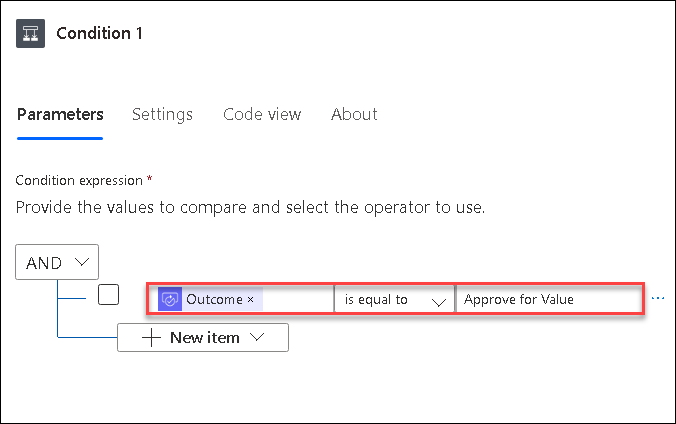 Condition 1
Parameters Settings Code view About
Condition expression *
Provide the values to compare and select the operator to use.
AND
Outcome × is equal to Approve for Value ...
+ New item